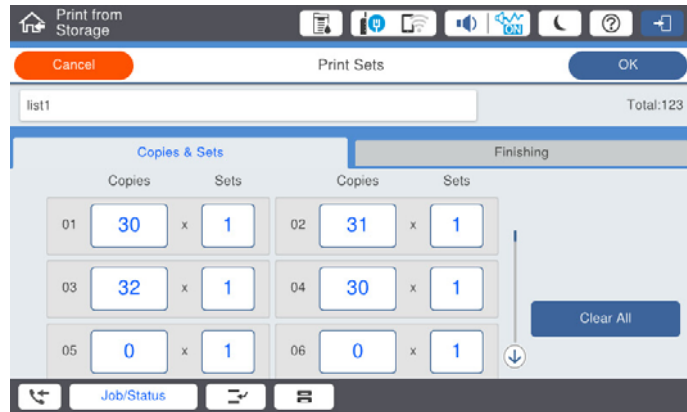 Print from
Storage
ON
?
Cancel
Print Sets
OK
list1
Total:123
Copies & Sets
Finishing
Copies Sets Copies Sets
01 30 x 1 02 31 x 1
03 32 x 1 04 30 x 1
Clear All
05 0 x 1 06 0 x 1
Job/Status